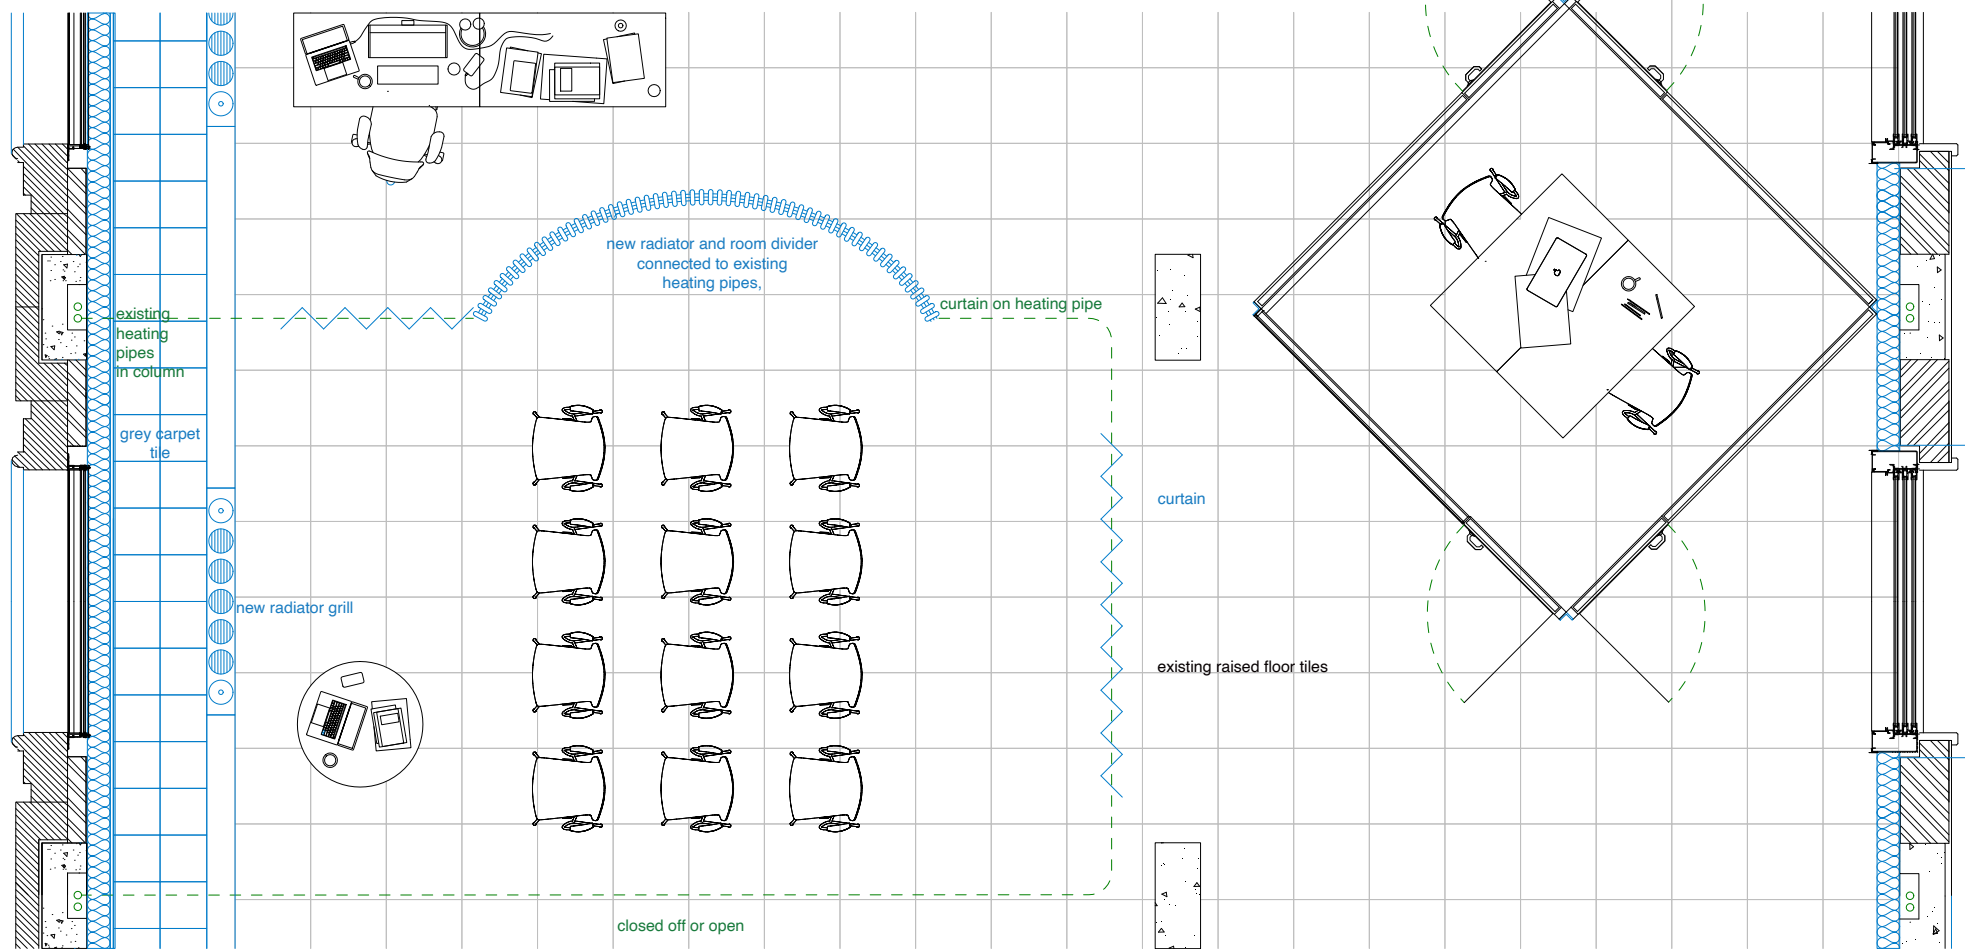 new radiator and room divider
connected to existing
heating pipes,
curtain on heating pipe
existing
heating
pipes
in column
grey carpet
tile
curtain
new radiator grill
existing raised floor tiles
closed off or open